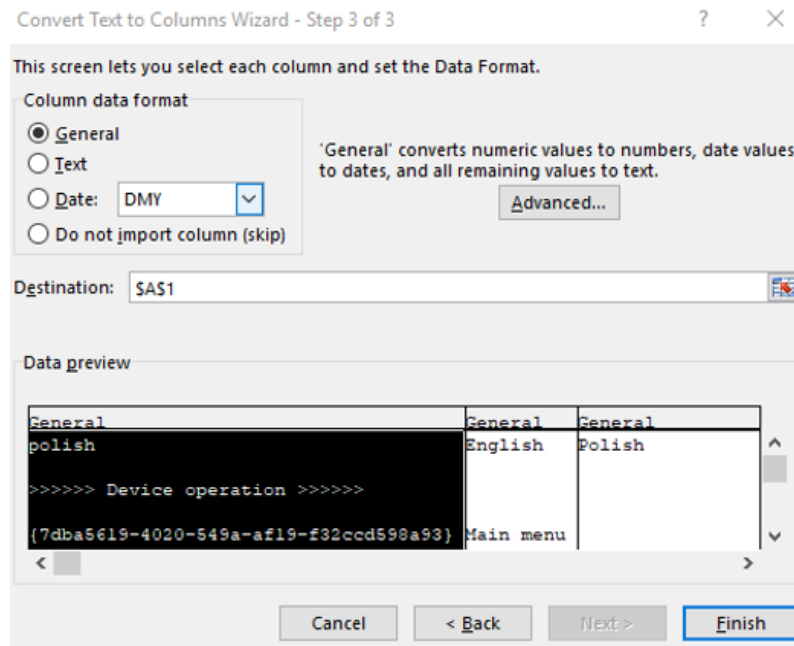 Convert Text to Columns Wizard - Step 3 of 3 ?
This screen lets you select each column and set the Data Format.
Column data format
General
Text
Date: DMY
Do not import column (skip)
'General' converts numeric values to numbers, date values
to dates, and all remaining values to text.
Advanced...
Destination: $A$1
Data preview
General General General
polish English Polish
>>>>>> Device operation >>>>>>
{7dba5619-4020-549a-af19-f32ccd598a93} Main menu
Cancel < Back Next > Finish